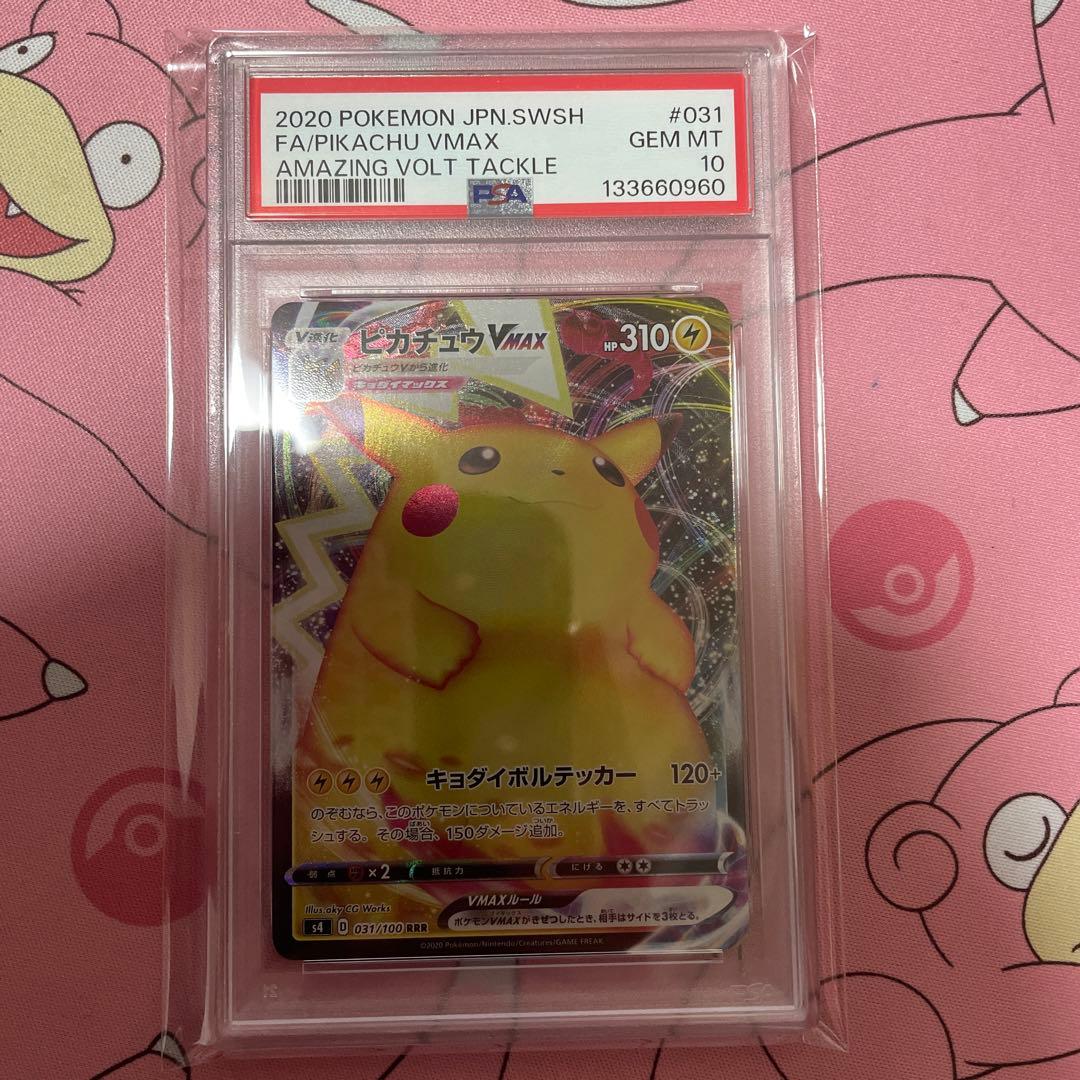 2020 POKEMON JPN.SWSH #031
FA/PIKACHU VMAX GEM MT
AMAZING VOLT TACKLE 10
PSA 133660960
V進化 ピカチュウVMAX HP310
ピカチュウVから進化
キョダイマックス
キョダイボルテッカー 120+
のぞむなら、このポケモンについているエネルギーを、すべてトラッ
シュする。その場合、150ダメージ追加。
弱点 ×2 抵抗力 にげる
VMAXルール
ポケモンVMAXがきぜつしたとき、相手はサイドを3枚とる。
Illus.aky CG Works
s4 D 031/100 RRR
©2020 Pokémon/Nintendo/Creatures/GAME FREAK